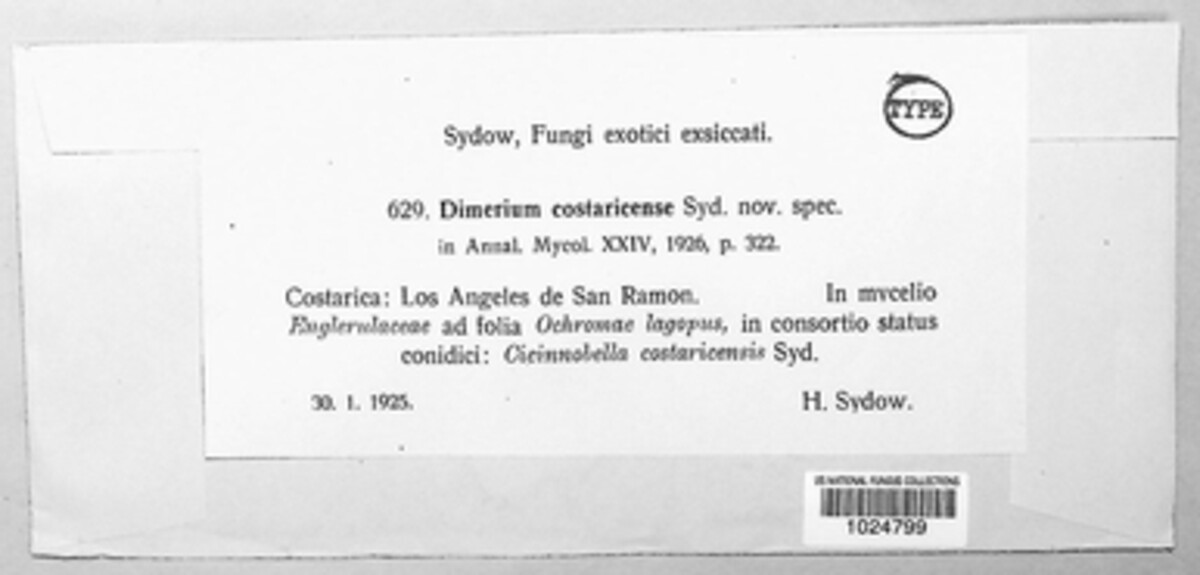 TYPE
Sydow, Fungi exotici exsiccati.
629. Dimerium costaricense Syd. nov. spec.
in Annal. Mycol. XXIV, 1926, p. 322.
Costarica: Los Angeles de San Ramon. In mycelio
Englerulaceae ad folia Ochromae lagopus, in consortio status
conidici: Cicinnobella costaricensis Syd.
30. 1. 1925. H. Sydow.
US NATIONAL FUNGUS COLLECTIONS
1024799